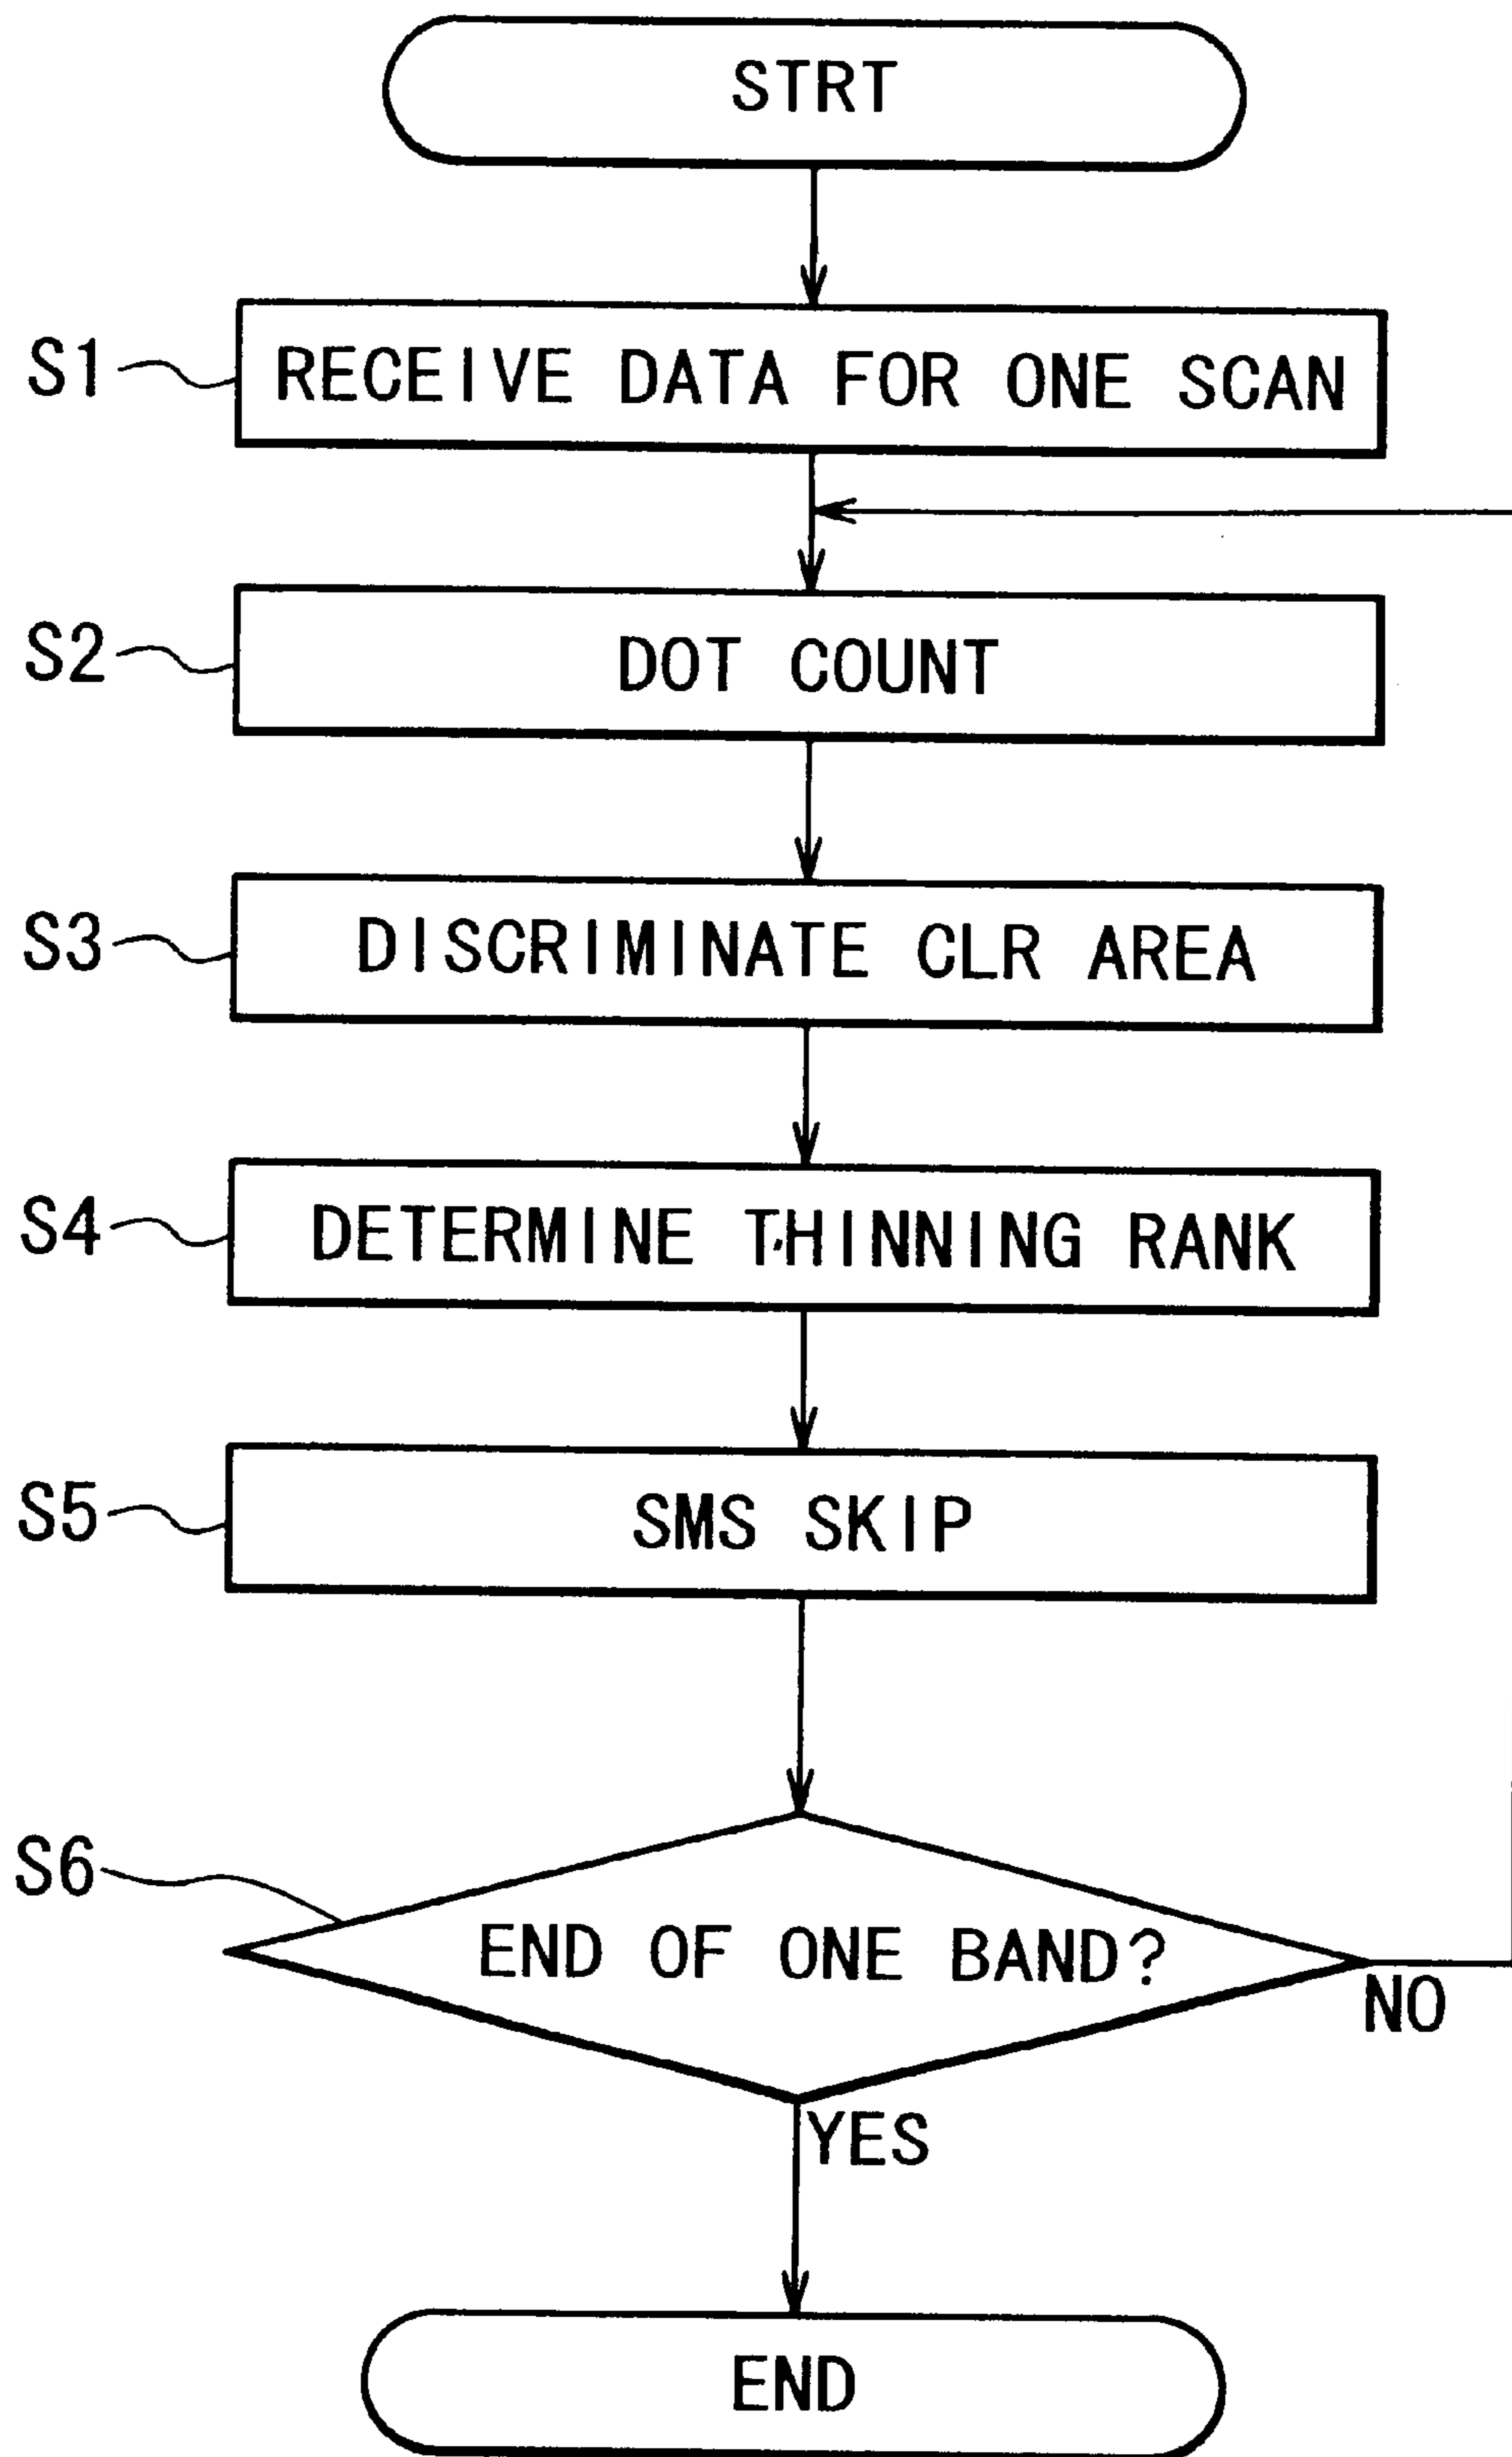 STRT
S1 RECEIVE DATA FOR ONE SCAN
S2 DOT COUNT
S3 DISCRIMINATE CLR AREA
S4 DETERMINE THINNING RANK
S5 SMS SKIP
S6 END OF ONE BAND?
NO
YES
END